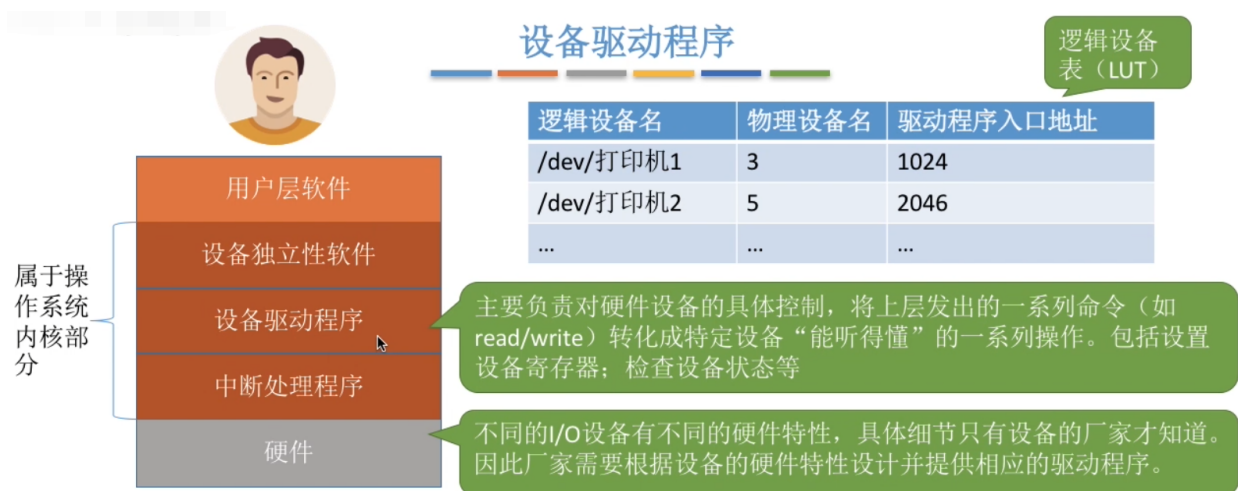 设备驱动程序
逻辑设备
表（LUT）
逻辑设备名 物理设备名 驱动程序入口地址
/dev/打印机1 3 1024
/dev/打印机2 5 2046
... ... ...
用户层软件
设备独立性软件
设备驱动程序
中断处理程序
硬件
属于操
作系统
内核部
分
主要负责对硬件设备的具体控制，将上层发出的一系列命令（如
read/write）转化成特定设备“能听得懂”的一系列操作。包括设置
设备寄存器；检查设备状态等
不同的I/O设备有不同的硬件特性，具体细节只有设备的厂家才知道。
因此厂家需要根据设备的硬件特性设计并提供相应的驱动程序。